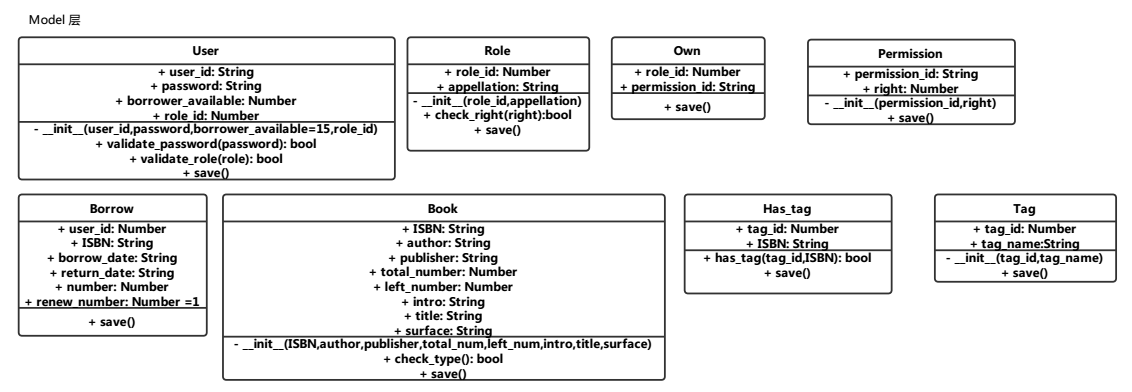 Model 层
User
+ user_id: String
+ password: String
+ borrower_available: Number
+ role_id: Number
- __init__(user_id,password,borrower_available=15,role_id)
+ validate_password(password): bool
+ validate_role(role): bool
+ save()
Role
+ role_id: Number
+ appellation: String
- __init__(role_id,appellation)
+ check_right(right):bool
+ save()
Own
+ role_id: Number
+ permission_id: String
+ save()
Permission
+ permission_id: String
+ right: Number
- __init__(permission_id,right)
+ save()
Borrow
+ user_id: Number
+ ISBN: String
+ borrow_date: String
+ return_date: String
+ number: Number
+ renew_number: Number =1
+ save()
Book
+ ISBN: String
+ author: String
+ publisher: String
+ total_number: Number
+ left_number: Number
+ intro: String
+ title: String
+ surface: String
- __init__(ISBN,author,publisher,total_num,left_num,intro,title,surface)
+ check_type(): bool
+ save()
Has_tag
+ tag_id: Number
+ ISBN: String
+ has_tag(tag_id,ISBN): bool
+ save()
Tag
+ tag_id: Number
+ tag_name:String
- __init__(tag_id,tag_name)
+ save()